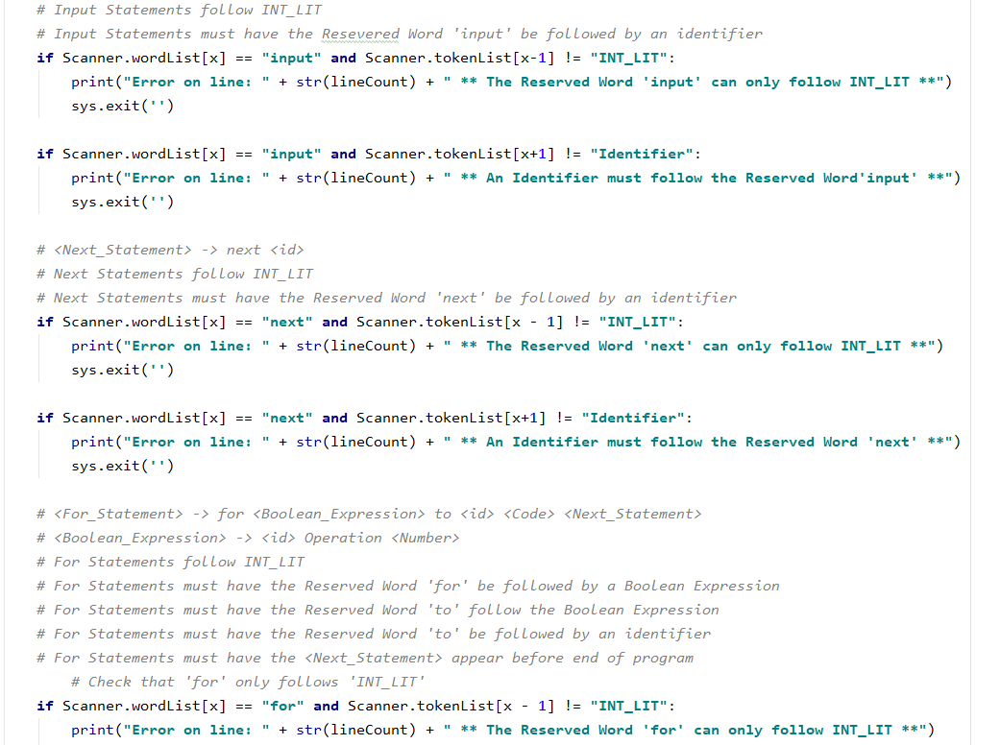 # Input Statements follow INT_LIT
# Input Statements must have the Resevered Word 'input' be followed by an identifier
if Scanner.wordList[x] == "input" and Scanner.tokenList[x-1] != "INT_LIT":
    print("Error on line: " + str(lineCount) + " ** The Reserved Word 'input' can only follow INT_LIT **")
    sys.exit('')

if Scanner.wordList[x] == "input" and Scanner.tokenList[x+1] != "Identifier":
    print("Error on line: " + str(lineCount) + " ** An Identifier must follow the Reserved Word'input' **")
    sys.exit('')

# <Next_Statement> -> next <id>
# Next Statements follow INT_LIT
# Next Statements must have the Reserved Word 'next' be followed by an identifier
if Scanner.wordList[x] == "next" and Scanner.tokenList[x - 1] != "INT_LIT":
    print("Error on line: " + str(lineCount) + " ** The Reserved Word 'next' can only follow INT_LIT **")
    sys.exit('')

if Scanner.wordList[x] == "next" and Scanner.tokenList[x+1] != "Identifier":
    print("Error on line: " + str(lineCount) + " ** An Identifier must follow the Reserved Word 'next' **")
    sys.exit('')

# <For_Statement> -> for <Boolean_Expression> to <id> <Code> <Next_Statement>
# <Boolean_Expression> -> <id> Operation <Number>
# For Statements follow INT_LIT
# For Statements must have the Reserved Word 'for' be followed by a Boolean Expression
# For Statements must have the Reserved Word 'to' follow the Boolean Expression
# For Statements must have the Reserved Word 'to' be followed by an identifier
# For Statements must have the <Next_Statement> appear before end of program
    # Check that 'for' only follows 'INT_LIT'
if Scanner.wordList[x] == "for" and Scanner.tokenList[x - 1] != "INT_LIT":
    print("Error on line: " + str(lineCount) + " ** The Reserved Word 'for' can only follow INT_LIT **")